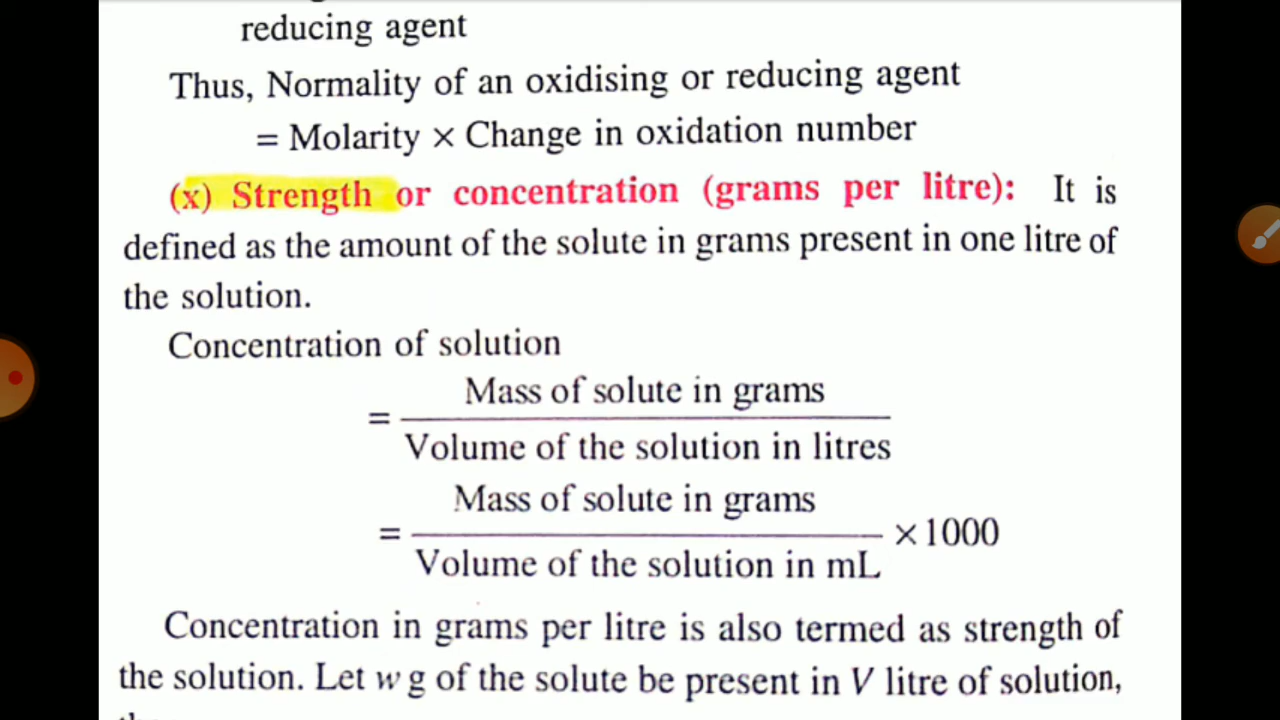 reducing agent
Thus, Normality of an oxidising or reducing agent
= Molarity × Change in oxidation number
(x) Strength or concentration (grams per litre): It is
defined as the amount of the solute in grams present in one litre of
the solution.
Concentration of solution
= Mass of solute in grams
Volume of the solution in litres
= Mass of solute in grams
Volume of the solution in mL ×1000
Concentration in grams per litre is also termed as strength of
the solution. Let w g of the solute be present in V litre of solution,